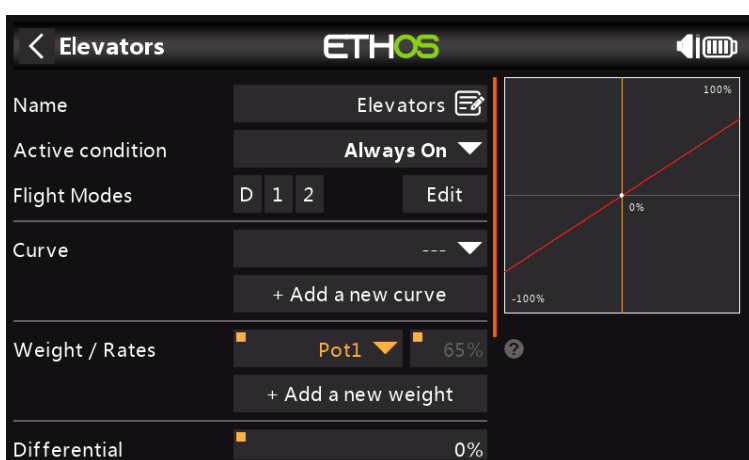 Elevators
ETHOS
Name
Elevators
Active condition
Always On
Flight Modes
D 1 2
Edit
Curve
---
+ Add a new curve
Weight / Rates
Pot1
65%
+ Add a new weight
Differential
0%
100%
0%
-100%
?